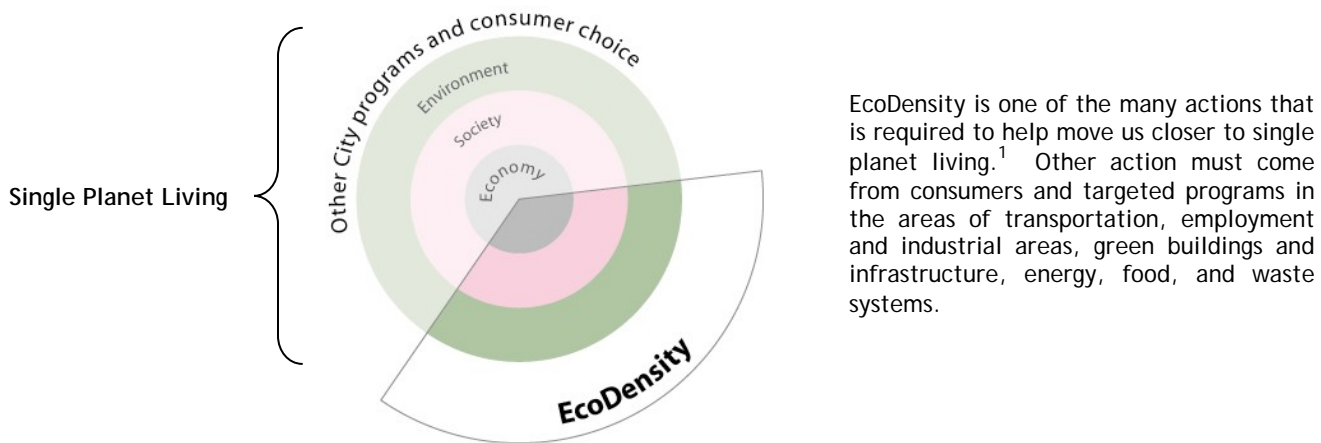 Single Planet Living
Other City programs and consumer choice
Environment
Society
Economy
EcoDensity
EcoDensity is one of the many actions that
is required to help move us closer to single
planet living.1 Other action must come
from consumers and targeted programs in
the areas of transportation, employment
and industrial areas, green buildings and
infrastructure, energy, food, and waste
systems.